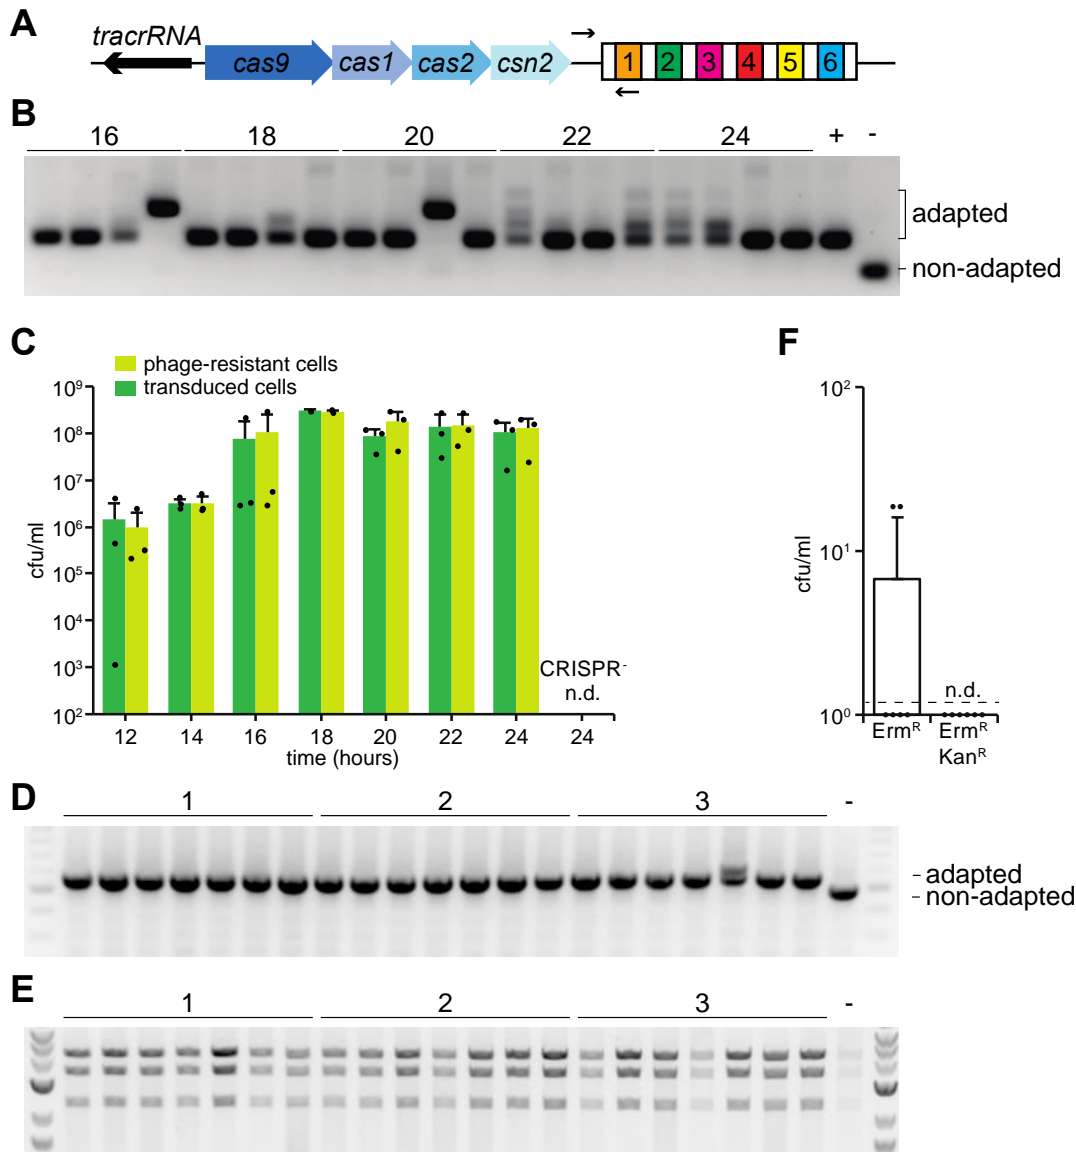 A
tracrRNA
cas9 cas1 cas2 csn2 1 2 3 4 5 6
B
16 18 20 22 24 + -
adapted
non-adapted
C
phage-resistant cells
transduced cells
cfu/ml
10⁹
10⁸
10⁷
10⁶
10⁵
10⁴
10³
10²
CRISPR⁻
n.d.
12 14 16 18 20 22 24 24
time (hours)
F
cfu/ml
10²
10¹
10⁰
n.d.
ErmᴿЕрмᴿ
Kanᴿ
D
1 2 3 -
adapted
non-adapted
E
1 2 3 -